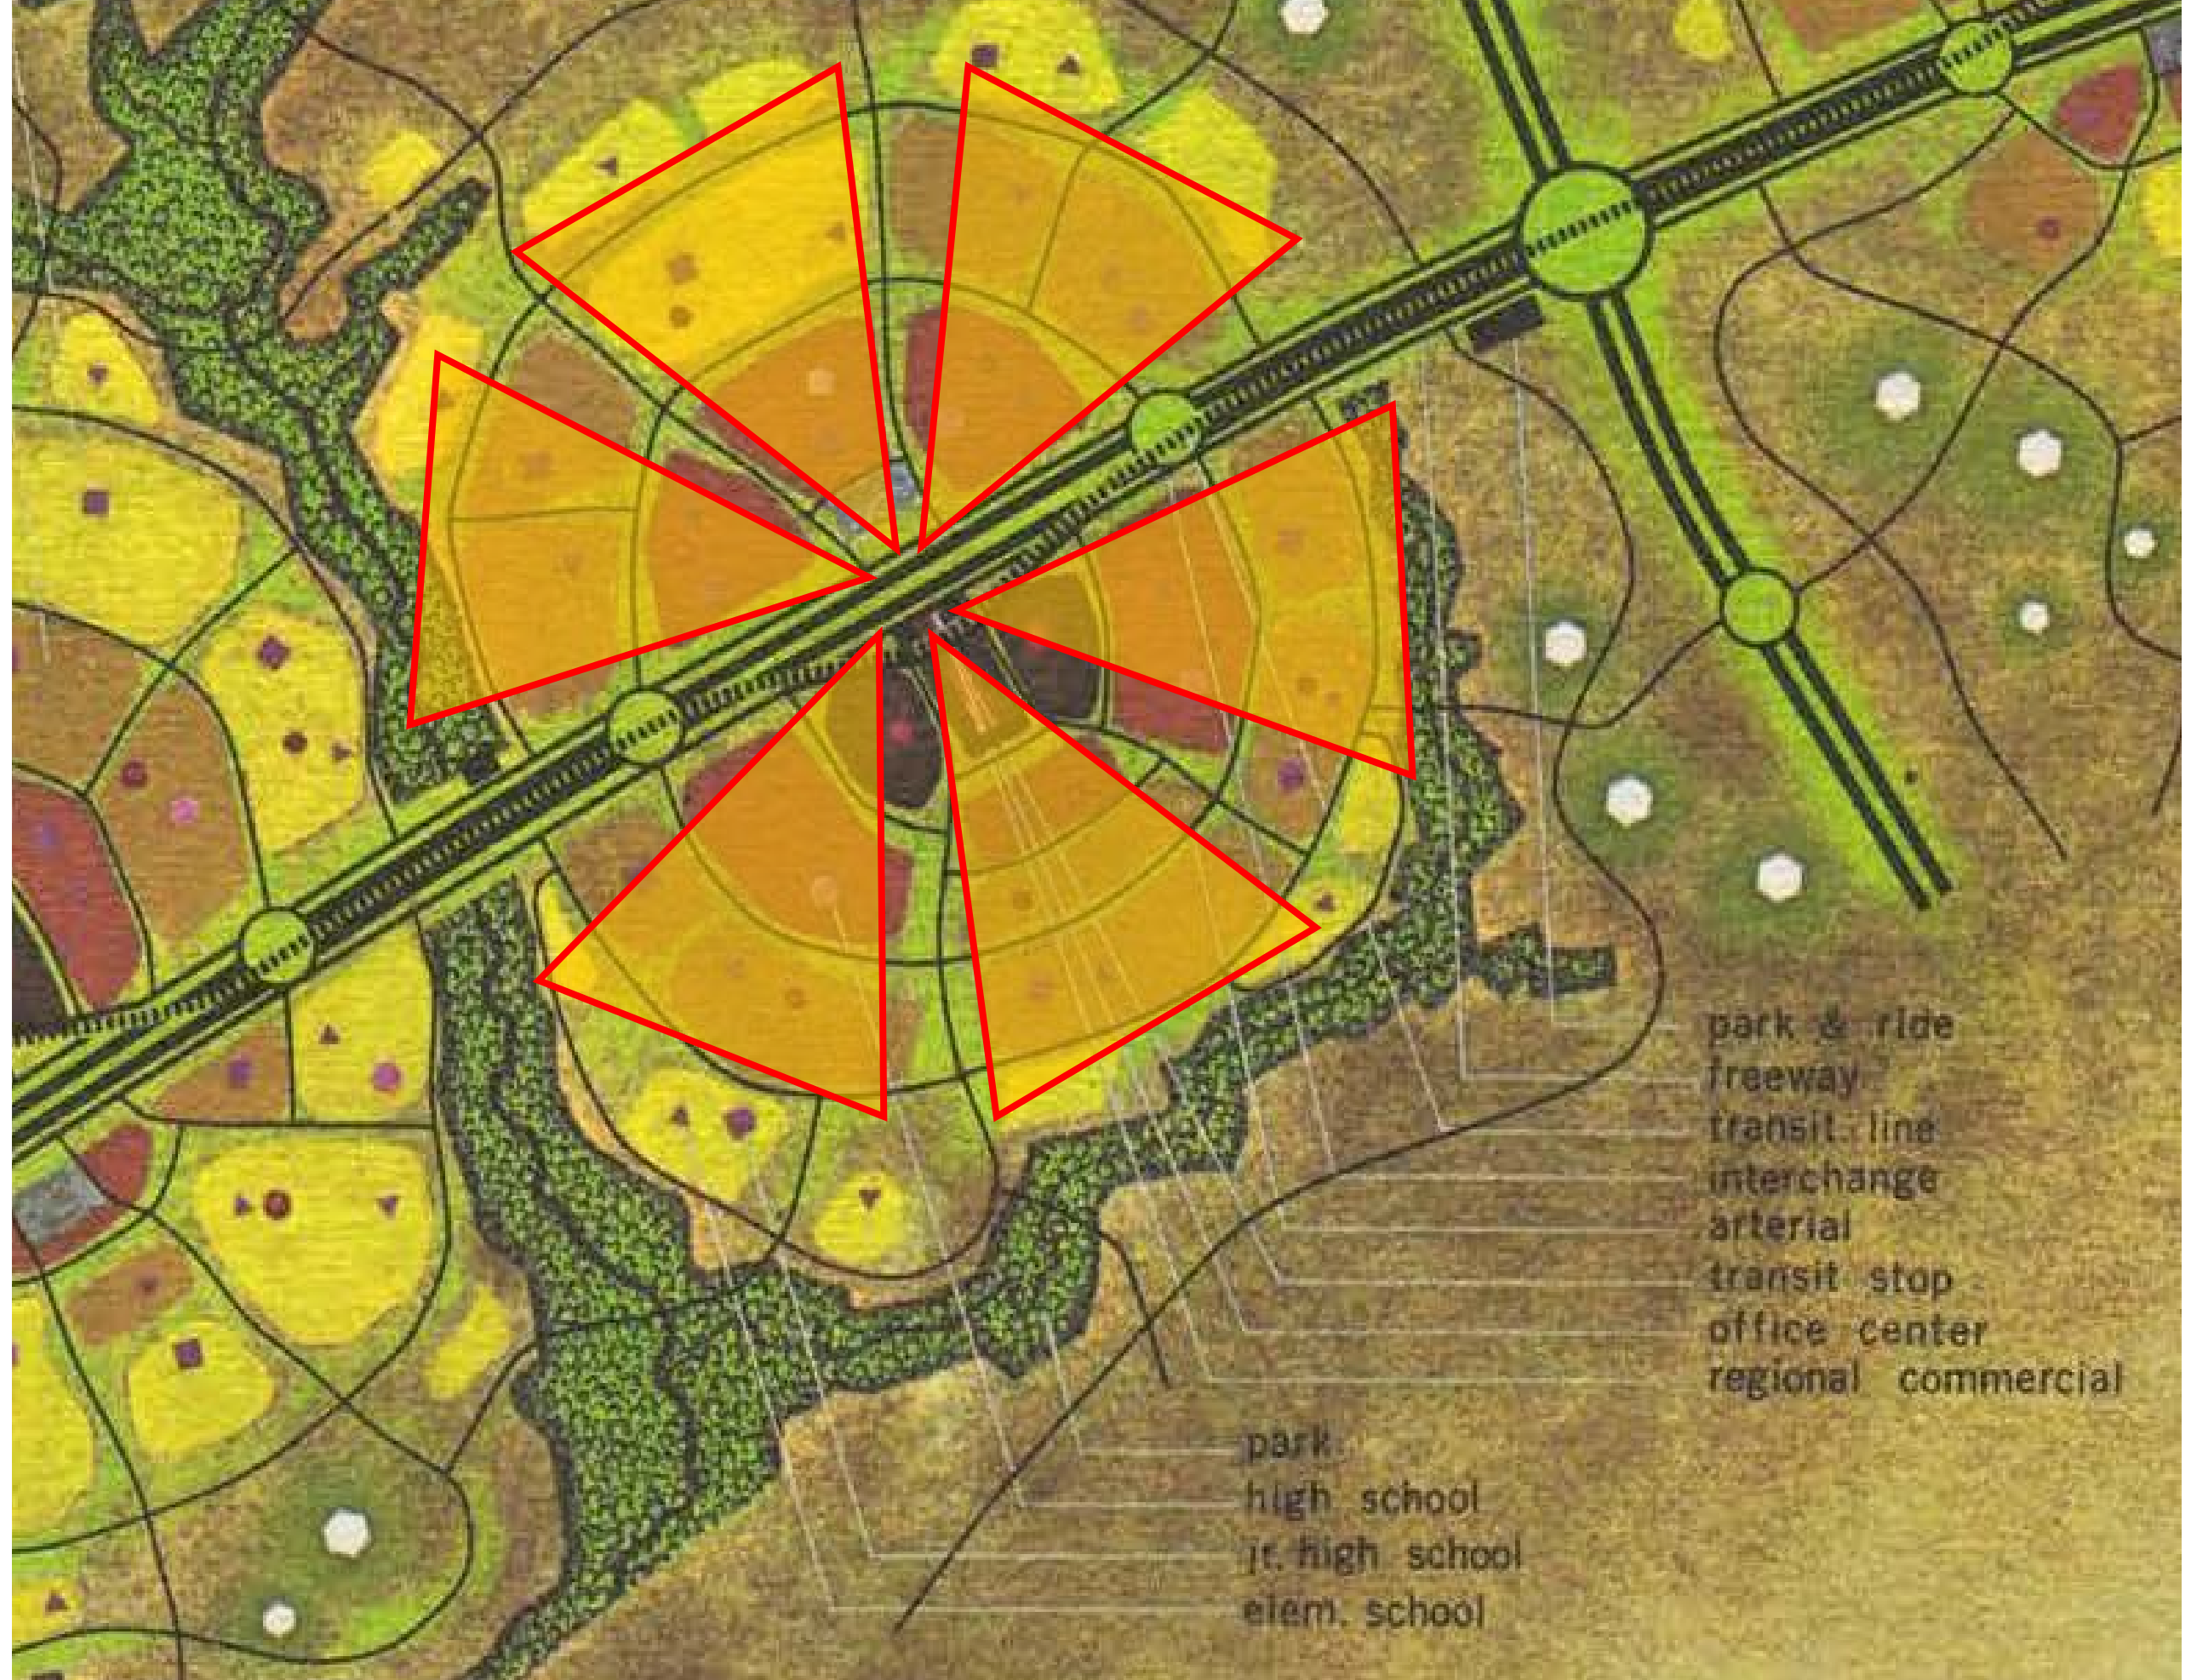 park & ride
freeway
transit line
interchange
arterial
transit stop
office center
regional commercial
park
high school
jr. high school
elem. school